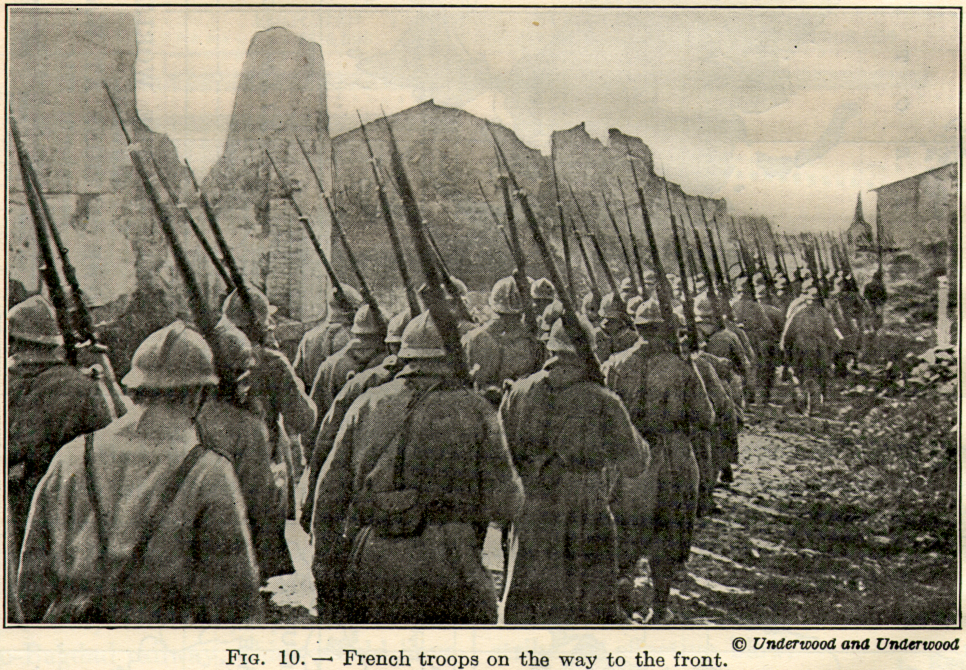 © Underwood and Underwood
Fig. 10. — French troops on the way to the front.